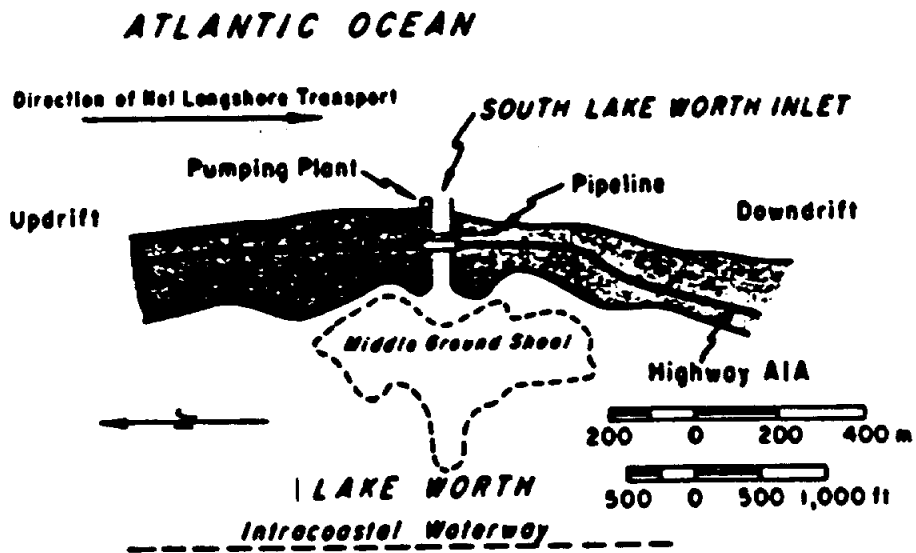 ATLANTIC OCEAN
Direction of Net Longshore Transport
SOUTH LAKE WORTH INLET
Pumping Plant
Pipeline
Updrift
Downdrift
Middle Ground Shoal
Highway A1A
N
200 0 200 400 m
500 0 500 1,000 ft
LAKE WORTH
Intracoastal Waterway